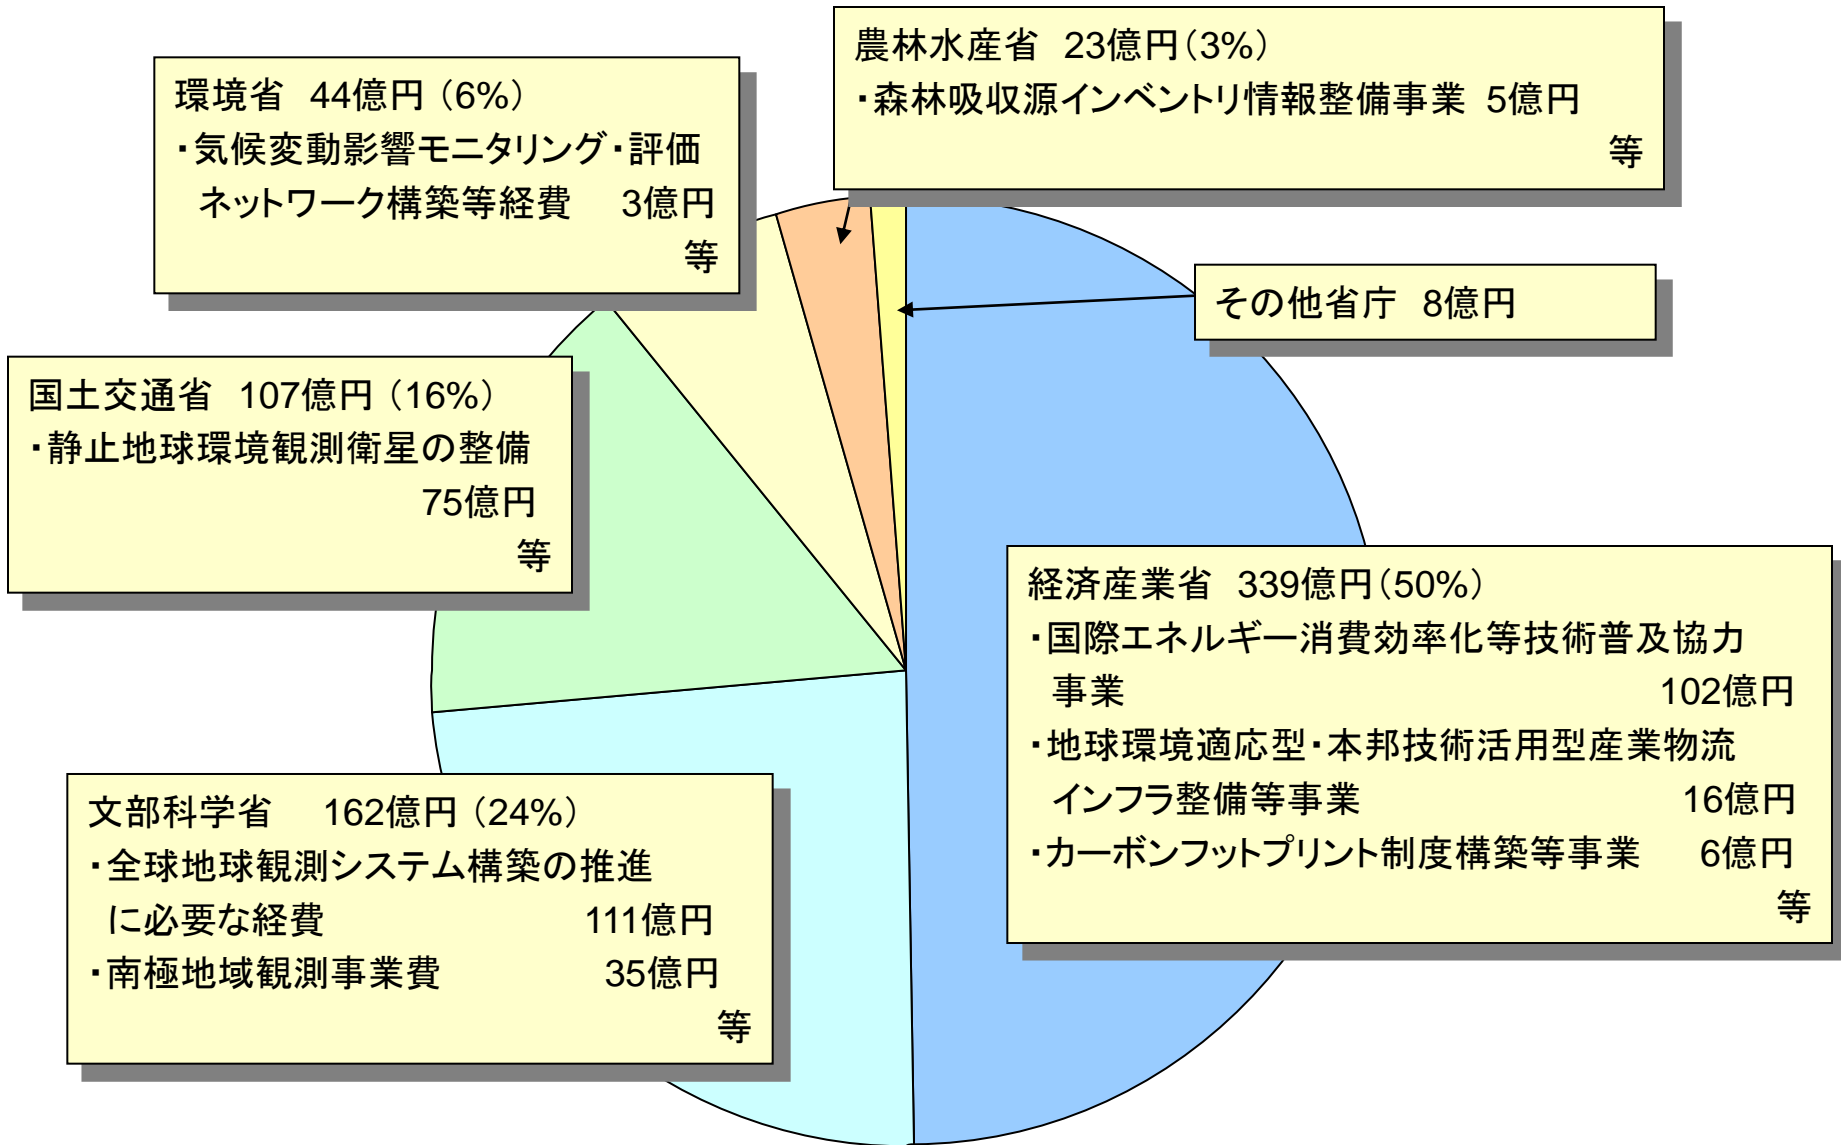 農林水産省 23億円(3%)
・森林吸収源インベントリ情報整備事業 5億円
等
環境省 44億円(6%)
・気候変動影響モニタリング・評価
ネットワーク構築等経費 3億円
等
その他省庁 8億円
国土交通省 107億円(16%)
・静止地球環境観測衛星の整備
75億円
等
経済産業省 339億円(50%)
・国際エネルギー消費効率化等技術普及協力
事業 102億円
・地球環境適応型・本邦技術活用型産業物流
インフラ整備等事業 16億円
・カーボンフットプリント制度構築等事業 6億円
等
文部科学省 162億円(24%)
・全球地球観測システム構築の推進
に必要な経費 111億円
・南極地域観測事業費 35億円
等